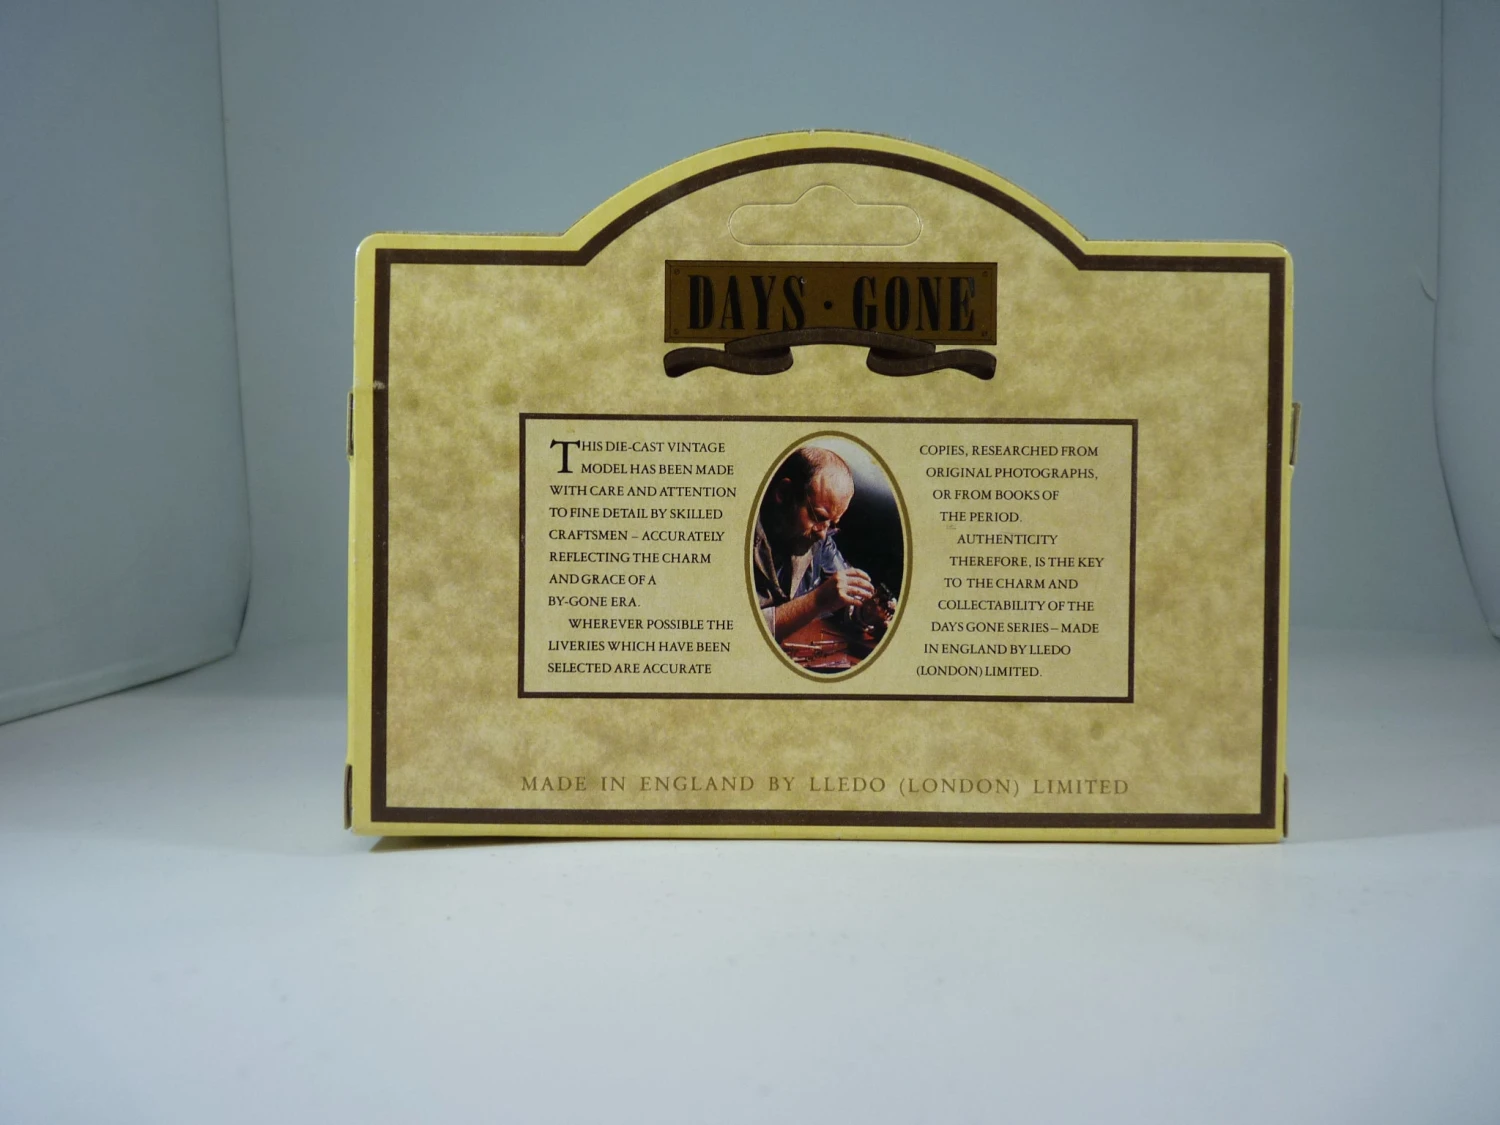 DAYS · GONE
THIS DIE-CAST VINTAGE
MODEL HAS BEEN MADE
WITH CARE AND ATTENTION
TO FINE DETAIL BY SKILLED
CRAFTSMEN – ACCURATELY
REFLECTING THE CHARM
AND GRACE OF A
BY-GONE ERA.
WHEREVER POSSIBLE THE
LIVERIES WHICH HAVE BEEN
SELECTED ARE ACCURATE
COPIES, RESEARCHED FROM
ORIGINAL PHOTOGRAPHS,
OR FROM BOOKS OF
THE PERIOD.
AUTHENTICITY
THEREFORE, IS THE KEY
TO THE CHARM AND
COLLECTABILITY OF THE
DAYS GONE SERIES – MADE
IN ENGLAND BY LLEDO
(LONDON) LIMITED.
MADE IN ENGLAND BY LLEDO (LONDON) LIMITED